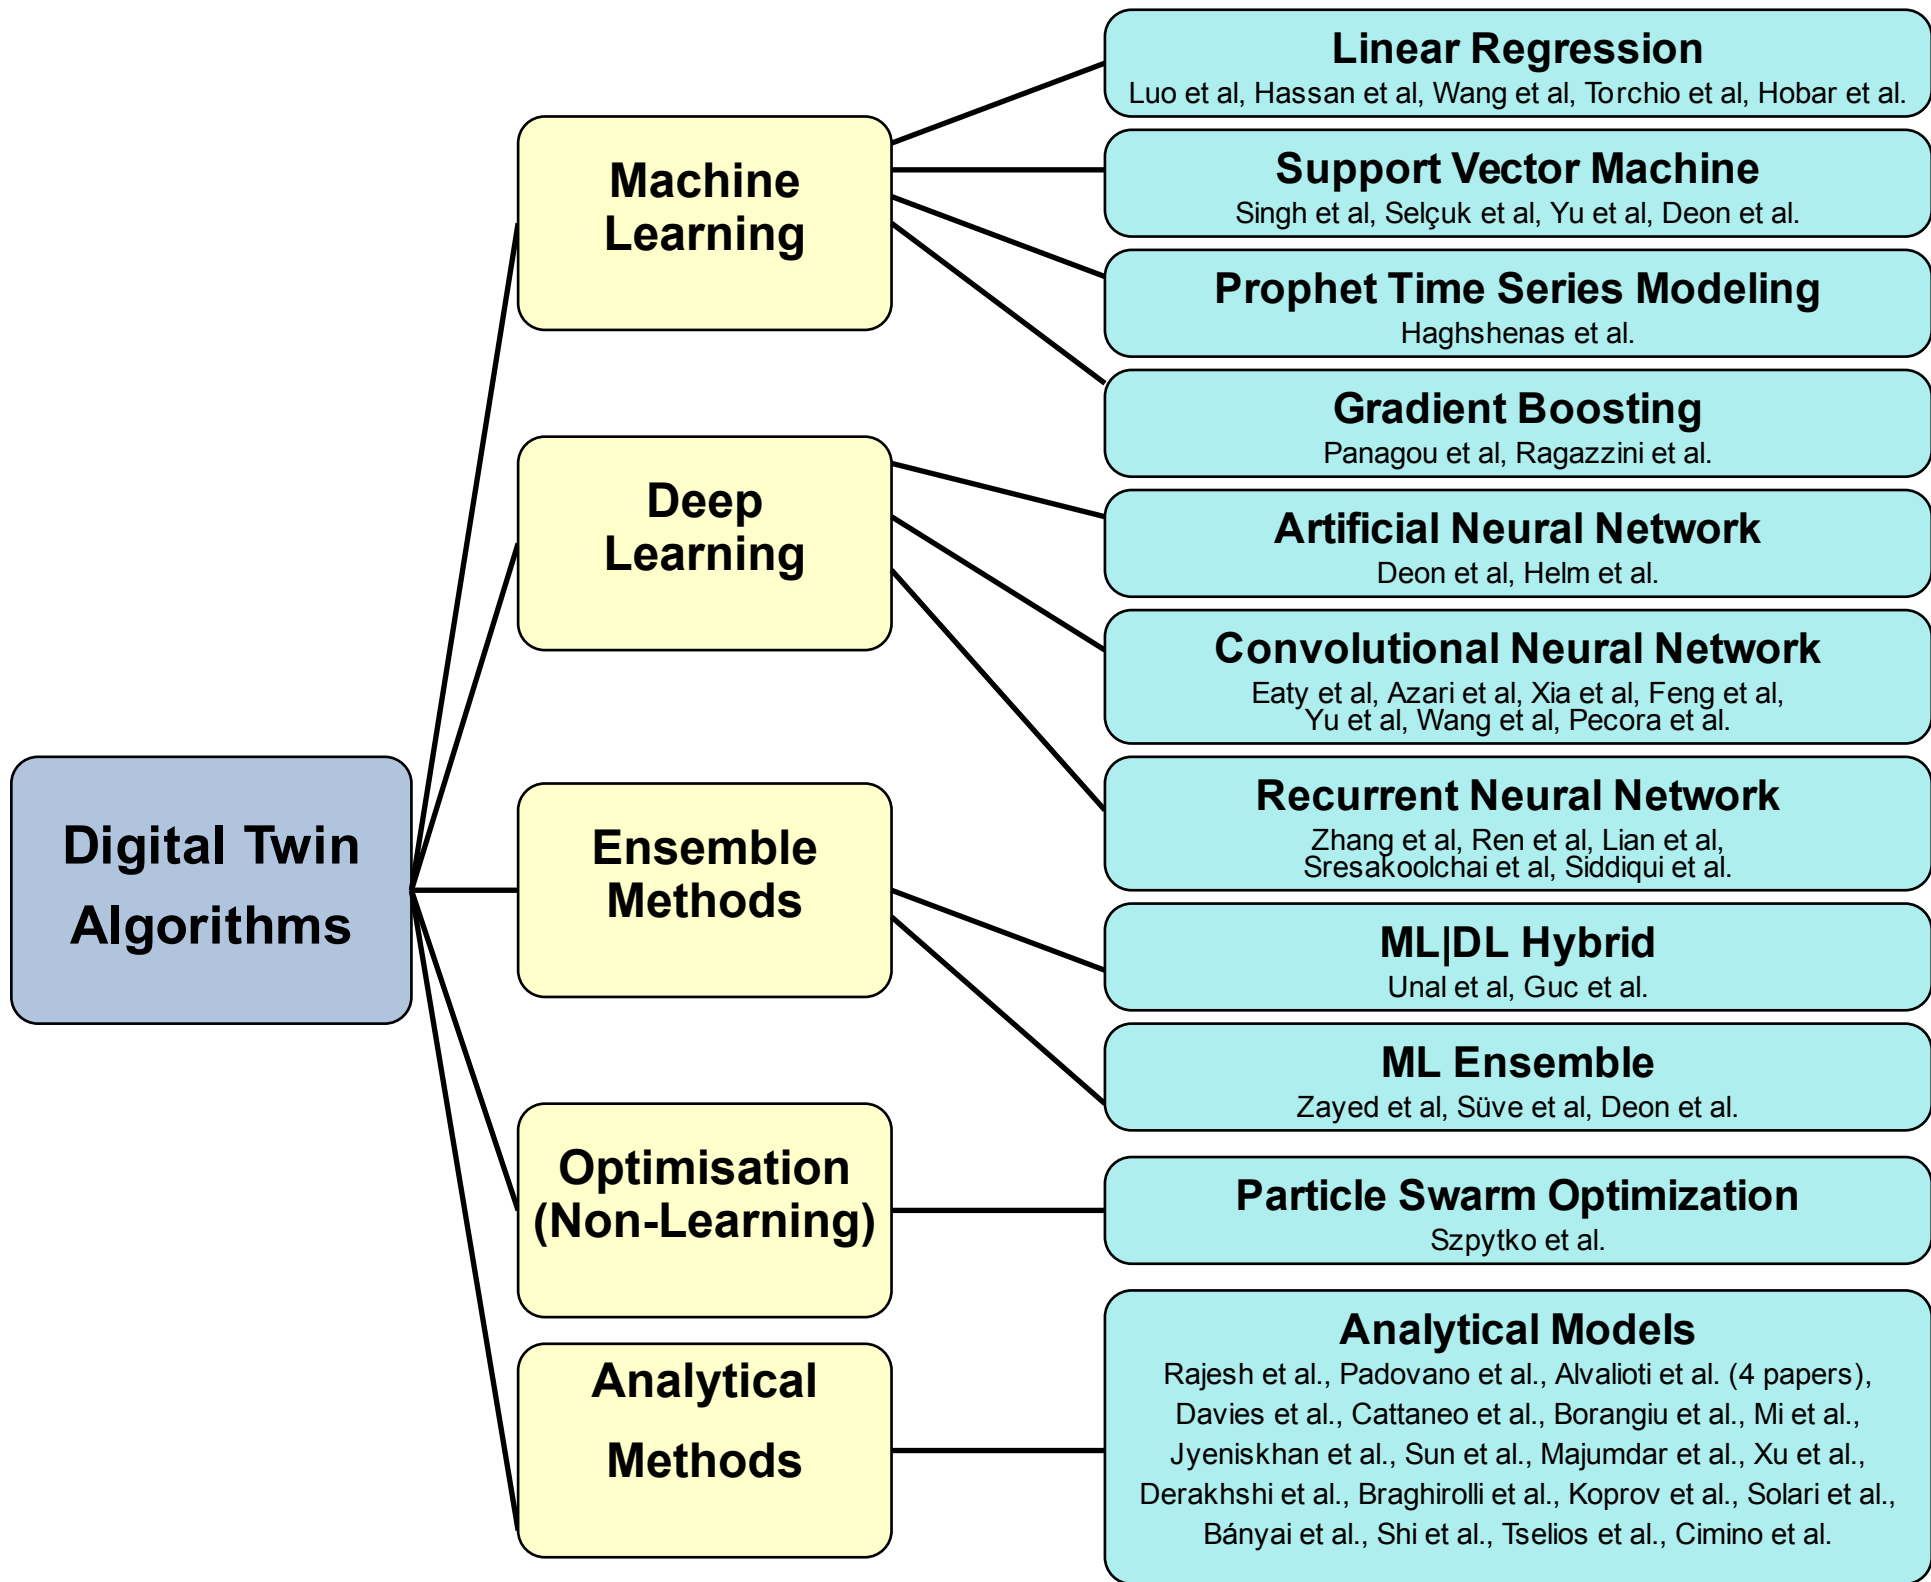 Digital Twin
Algorithms
Machine
Learning
Deep
Learning
Ensemble
Methods
Optimisation
(Non-Learning)
Analytical
Methods
Linear Regression
Luo et al, Hassan et al, Wang et al, Torchio et al, Hobar et al.
Support Vector Machine
Singh et al, Selçuk et al, Yu et al, Deon et al.
Prophet Time Series Modeling
Haghshenas et al.
Gradient Boosting
Panagou et al, Ragazzini et al.
Artificial Neural Network
Deon et al, Helm et al.
Convolutional Neural Network
Eaty et al, Azari et al, Xia et al, Feng et al,
Yu et al, Wang et al, Pecora et al.
Recurrent Neural Network
Zhang et al, Ren et al, Lian et al,
Sresakoolchai et al, Siddiqui et al.
ML|DL Hybrid
Unal et al, Guc et al.
ML Ensemble
Zayed et al, Süve et al, Deon et al.
Particle Swarm Optimization
Szpytko et al.
Analytical Models
Rajesh et al., Padovano et al., Alvalioti et al. (4 papers),
Davies et al., Cattaneo et al., Borangiu et al., Mi et al.,
Jyeniskhan et al., Sun et al., Majumdar et al., Xu et al.,
Derakhshi et al., Braghirolli et al., Koprov et al., Solari et al.,
Bányai et al., Shi et al., Tselios et al., Cimino et al.